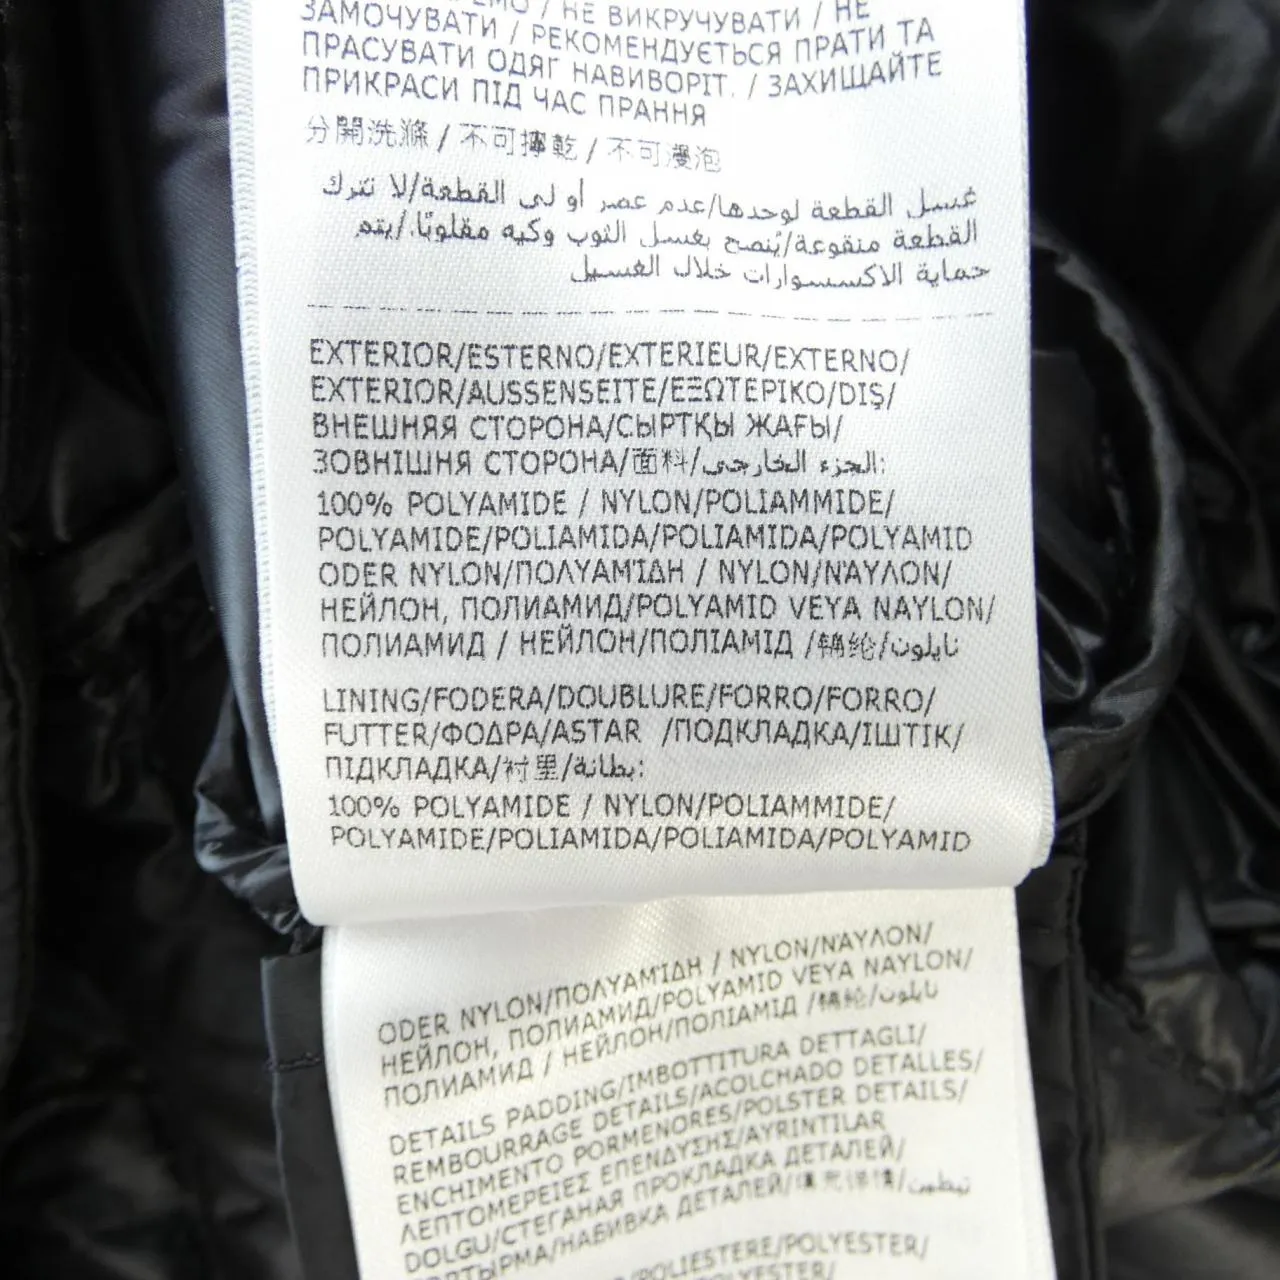 / НЕ ВИКРУЧУВАТИ / НЕ
ЗАМОЧУВАТИ / РЕКОМЕНДУЄТЬСЯ ПРАТИ ТА
ПРАСУВАТИ ОДЯГ НАВИВОРІТ. / ЗАХИЩАЙТЕ
ПРИКРАСИ ПІД ЧАС ПРАННЯ
分開洗滌 / 不可擰乾 / 不可浸泡
غسل القطعة لوحدها/عدم عصر أو لي القطعة/لا تترك
القطعة منقوعة/يُنصح بغسل الثوب وكيه مقلوبًا./يتم
حماية الاكسسوارات خلال الغسيل
EXTERIOR/ESTERNO/EXTERIEUR/EXTERNO/
EXTERIOR/AUSSENSEITE/ΕΞΩΤΕΡΙΚΟ/DIŞ/
ВНЕШНЯЯ СТОРОНА/СЫРТҚЫ ЖАҒЫ/
ЗОВНІШНЯ СТОРОНА/面料/الجزء الخارجي:
100% POLYAMIDE / NYLON/POLIAMMIDE/
POLYAMIDE/POLIAMIDA/POLIAMIDA/POLYAMID
ODER NYLON/ΠΟΛΥΑΜΊΔΗ / NYLON/ΝΆΥΛΟΝ/
НЕЙЛОН, ПОЛИАМИД/POLYAMID VEYA NAYLON/
ПОЛИАМИД / НЕЙЛОН/ПОЛІАМІД /锦纶/نايلون
LINING/FODERA/DOUBLURE/FORRO/FORRO/
FUTTER/ΦΟΔΡΑ/ASTAR /ПОДКЛАДКА/ІШТІК/
ПІДКЛАДКА/衬里/بطانة:
100% POLYAMIDE / NYLON/POLIAMMIDE/
POLYAMIDE/POLIAMIDA/POLIAMIDA/POLYAMID
ODER NYLON/ΠΟΛΥΑΜΊΔΗ / NYLON/ΝΆΥΛΟΝ/
НЕЙЛОН, ПОЛИАМИД/POLYAMID VEYA NAYLON/
ПОЛИАМИД / НЕЙЛОН/ПОЛІАМІД /锦纶/نايلون
DETAILS PADDING/IMBOTTITURA DETTAGLI/
REMBOURRAGE DETAILS/ACOLCHADO DETALLES/
ENCHIMENTO PORMENORES/POLSTER DETAILS/
ΛΕΠΤΟΜΕΡΕΙΕΣ ΕΠΕΝΔΥΣΗΣ/AYRINTILAR
DOLGU/СТЕГАНАЯ ПРОКЛАДКА ДЕТАЛЕЙ/
/НАБИВКА ДЕТАЛЕЙ/
/POLIESTERE/POLYESTER/